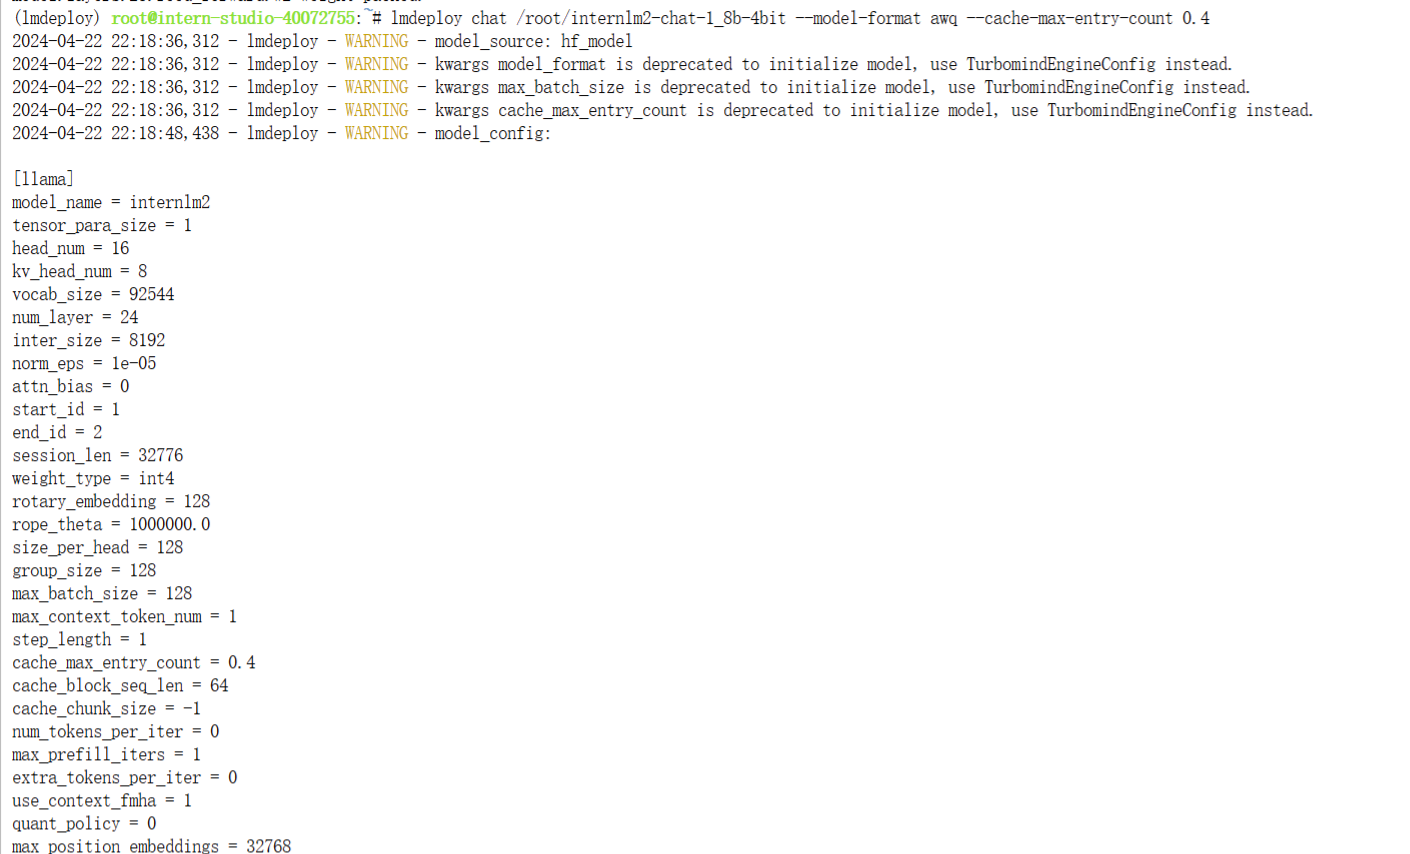 (lmdeploy) root@intern-studio-40072755:~# lmdeploy chat /root/internlm2-chat-1_8b-4bit --model-format awq --cache-max-entry-count 0.4
2024-04-22 22:18:36,312 - lmdeploy - WARNING - model_source: hf_model
2024-04-22 22:18:36,312 - lmdeploy - WARNING - kwargs model_format is deprecated to initialize model, use TurbomindEngineConfig instead.
2024-04-22 22:18:36,312 - lmdeploy - WARNING - kwargs max_batch_size is deprecated to initialize model, use TurbomindEngineConfig instead.
2024-04-22 22:18:36,312 - lmdeploy - WARNING - kwargs cache_max_entry_count is deprecated to initialize model, use TurbomindEngineConfig instead.
2024-04-22 22:18:48,438 - lmdeploy - WARNING - model_config:
[llama]
model_name = internlm2
tensor_para_size = 1
head_num = 16
kv_head_num = 8
vocab_size = 92544
num_layer = 24
inter_size = 8192
norm_eps = 1e-05
attn_bias = 0
start_id = 1
end_id = 2
session_len = 32776
weight_type = int4
rotary_embedding = 128
rope_theta = 1000000.0
size_per_head = 128
group_size = 128
max_batch_size = 128
max_context_token_num = 1
step_length = 1
cache_max_entry_count = 0.4
cache_block_seq_len = 64
cache_chunk_size = -1
num_tokens_per_iter = 0
max_prefill_iters = 1
extra_tokens_per_iter = 0
use_context_fmha = 1
quant_policy = 0
max_position_embeddings = 32768